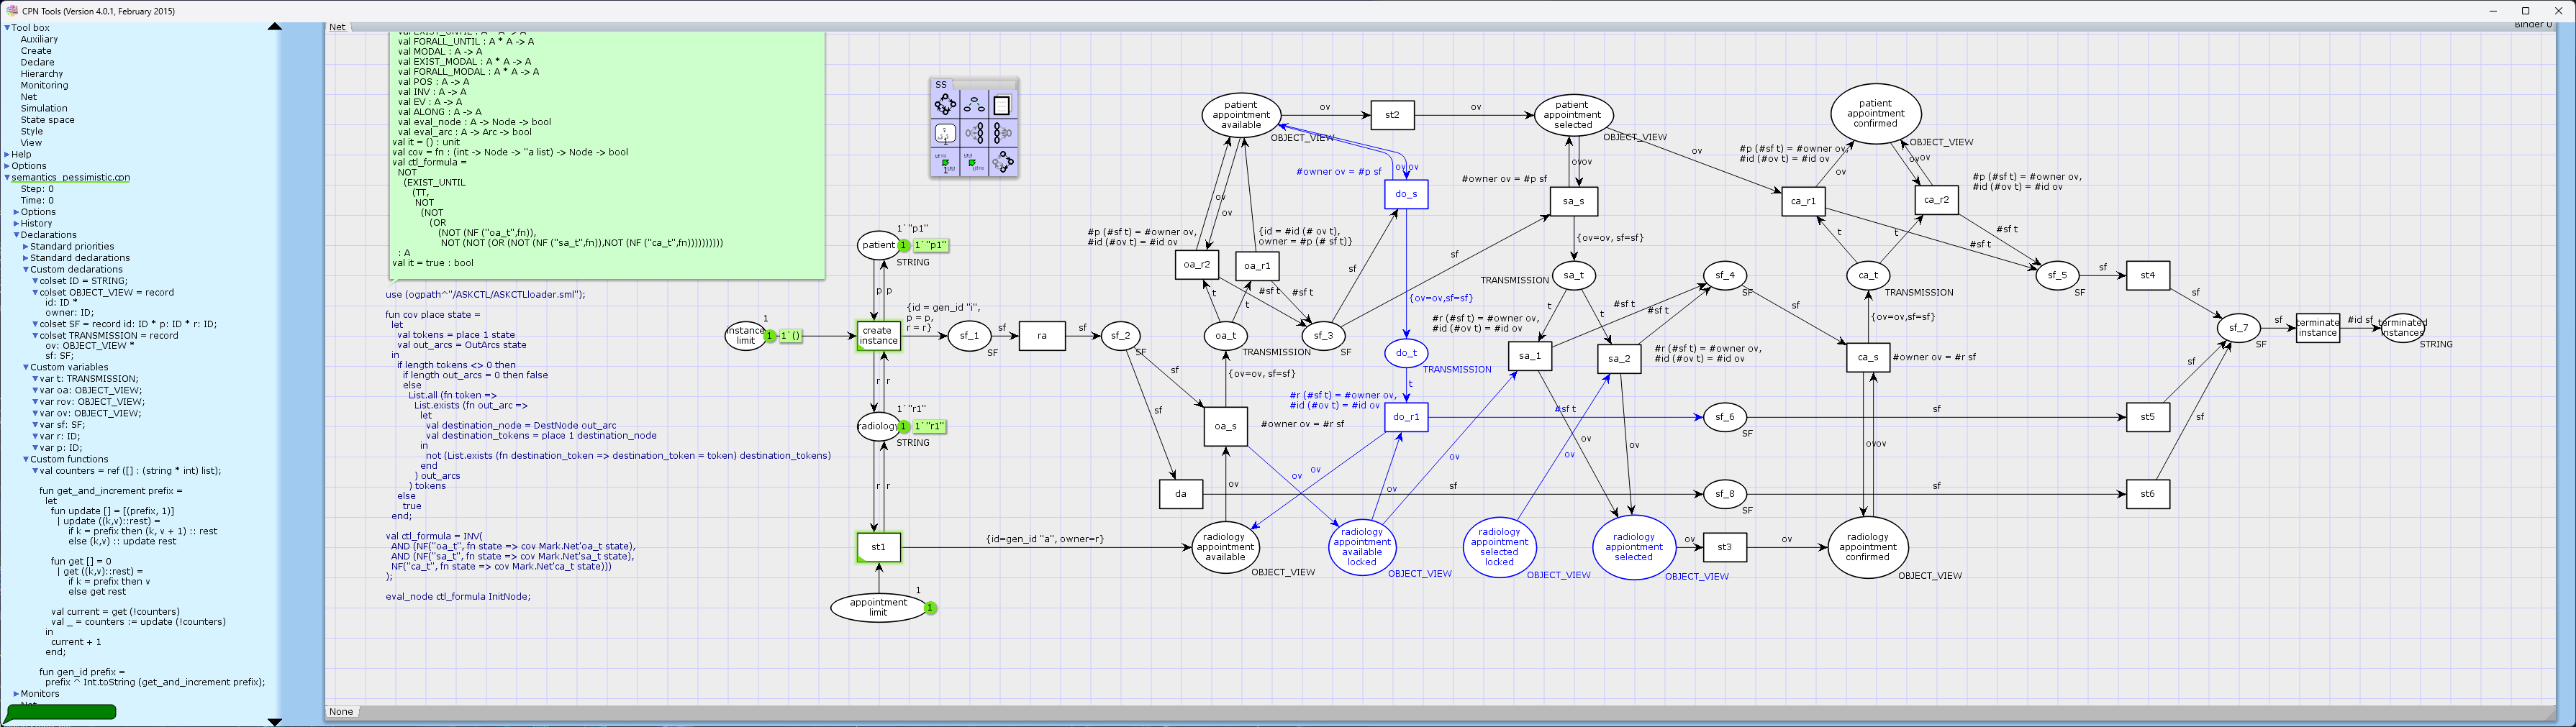 CPN Tools (Version 4.0.1, February 2015)
Tool box
Auxiliary
Create
Declare
Hierarchy
Monitoring
Net
Simulation
State space
Style
View
Help
Options
semantics_pessimistic.cpn
Step: 0
Time: 0
Options
History
Declarations
Standard priorities
Standard declarations
Custom declarations
colset ID = STRING;
colset OBJECT_VIEW = record
id: ID *
owner: ID;
colset SF = record id: ID * p: ID * r: ID;
colset TRANSMISSION = record
ov: OBJECT_VIEW *
sf: SF;
Custom variables
var t: TRANSMISSION;
var oa: OBJECT_VIEW;
var rov: OBJECT_VIEW;
var ov: OBJECT_VIEW;
var sf: SF;
var r: ID;
var p: ID;
Custom functions
val counters = ref ([] : (string * int) list);
fun get_and_increment prefix =
let
fun update [] = [(prefix, 1)]
| update ((k,v)::rest) =
if k = prefix then (k, v + 1) :: rest
else (k,v) :: update rest
fun get [] = 0
| get ((k,v)::rest) =
if k = prefix then v
else get rest
val current = get (!counters)
val _ = counters := update (!counters)
in
current + 1
end;
fun gen_id prefix =
prefix ^ Int.toString (get_and_increment prefix);
Monitors
Net
Binder 0
val EXIST_UNTIL : A * A -> A
val FORALL_UNTIL : A * A -> A
val MODAL : A -> A
val EXIST_MODAL : A * A -> A
val FORALL_MODAL : A * A -> A
val POS : A -> A
val INV : A -> A
val EV : A -> A
val ALONG : A -> A
val eval_node : A -> Node -> bool
val eval_arc : A -> Arc -> bool
val it = () : unit
val cov = fn : (int -> Node -> ''a list) -> Node -> bool
val ctl_formula =
NOT
(EXIST_UNTIL
(TT,
NOT
(NOT
(OR
(NOT (NF ("oa_t",fn)),
NOT (NOT (OR (NOT (NF ("sa_t",fn)),NOT (NF ("ca_t",fn))))))))))
: A
val it = true : bool
use (ogpath^"/ASKCTL/ASKCTLloader.sml");
fun cov place state =
let
val tokens = place 1 state
val out_arcs = OutArcs state
in
if length tokens <> 0 then
if length out_arcs = 0 then false
else
List.all (fn token =>
List.exists (fn out_arc =>
let
val destination_node = DestNode out_arc
val destination_tokens = place 1 destination_node
in
not (List.exists (fn destination_token => destination_token = token) destination_tokens)
end
) out_arcs
) tokens
else
true
end;
val ctl_formula = INV(
AND (NF("oa_t", fn state => cov Mark.Net'oa_t state),
AND (NF("sa_t", fn state => cov Mark.Net'sa_t state),
NF("ca_t", fn state => cov Mark.Net'ca_t state)))
);
eval_node ctl_formula InitNode;
SS
patient
appointment
available
OBJECT_VIEW
ov
st2
ov
patient
appointment
selected
OBJECT_VIEW
patient
appointment
confirmed
OBJECT_VIEW
#owner ov = #p sf
ov
ov
do_s
#owner ov = #p sf
ov
ov
sa_s
ov
#p (#sf t) = #owner ov,
#id (#ov t) = #id ov
ov
ca_r1
ov
ov
ca_r2
#p (#sf t) = #owner ov,
#id (#ov t) = #id ov
1`"p1"
patient
1
1`"p1"
STRING
#p (#sf t) = #owner ov,
#id (#ov t) = #id ov
ov
ov
oa_r2
{id = #id (# ov t),
owner = #p (# sf t)}
oa_r1
sf
sf
{ov=ov, sf=sf}
sa_t
TRANSMISSION
sf_4
SF
t
t
ca_t
TRANSMISSION
#sf t
#sf t
sf_5
SF
sf
st4
sf
p
p
1
instance
limit
1
1`()
create
instance
{id = gen_id "i",
p = p,
r = r}
sf_1
SF
sf
ra
sf
sf_2
SF
t
t
#sf t
#sf t
oa_t
TRANSMISSION
sf_3
SF
{ov=ov,sf=sf}
do_t
TRANSMISSION
t
t
t
#sf t
#sf t
#r (#sf t) = #owner ov,
#id (#ov t) = #id ov
sa_1
sa_2
#r (#sf t) = #owner ov,
#id (#ov t) = #id ov
sf
{ov=ov,sf=sf}
ca_s
#owner ov = #r sf
sf_7
SF
sf
terminate
instance
#id sf
terminated
instances
STRING
r
r
1`"r1"
radiology
1
1`"r1"
STRING
sf
sf
{ov=ov, sf=sf}
oa_s
#owner ov = #r sf
#r (#sf t) = #owner ov,
#id (#ov t) = #id ov
do_r1
#sf t
sf_6
SF
sf
st5
sf
sf
r
r
ov
ov
ov
ov
ov
ov
ov
ov
ov
ov
da
sf
sf_8
SF
sf
st6
st1
{id=gen_id "a", owner=r}
radiology
appointment
available
OBJECT_VIEW
radiology
appointment
available
locked
OBJECT_VIEW
radiology
appointment
selected
locked
OBJECT_VIEW
radiology
appiontment
selected
OBJECT_VIEW
ov
st3
ov
radiology
appointment
confirmed
OBJECT_VIEW
1
appointment
limit
1
None